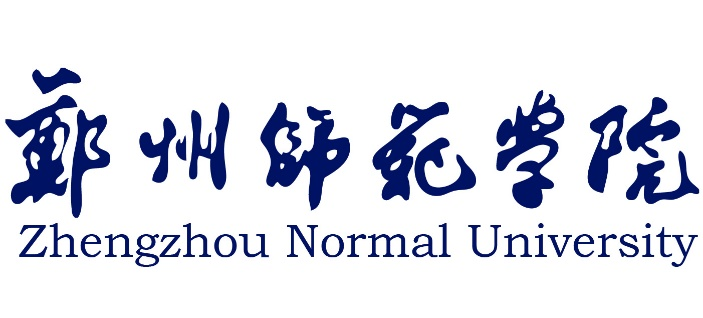 鄭州師范学院
Zhengzhou Normal University